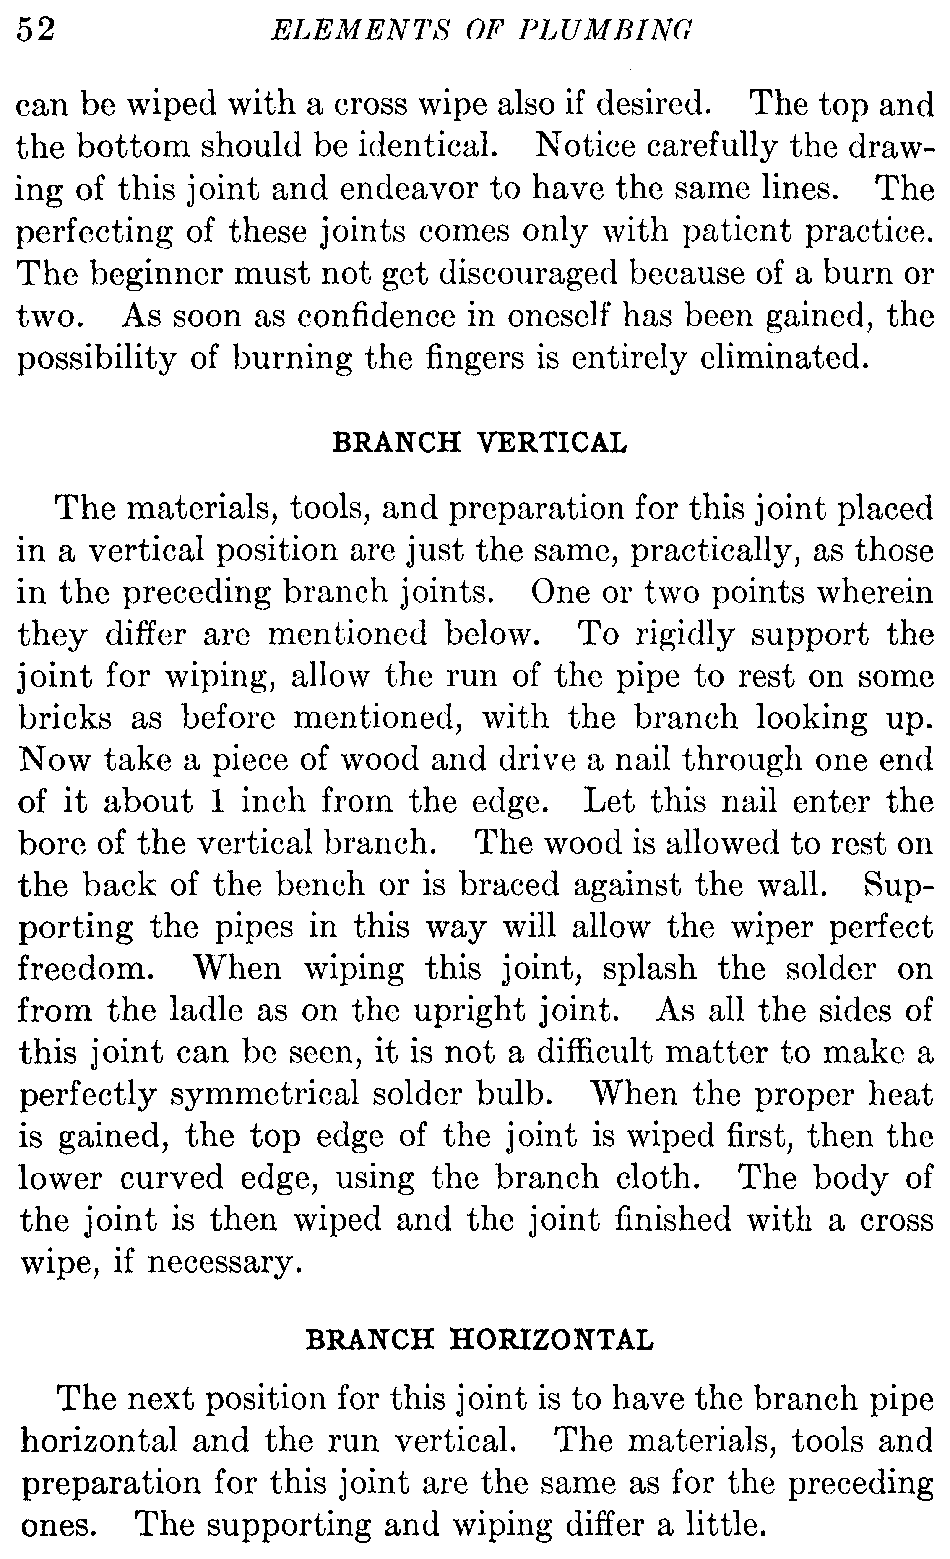 52 ELEMENTS OF PLUMBING
can be wiped with a cross wipe also if desired. The top and
the bottom should be identical. Notice carefully the draw-
ing of this joint and endeavor to have the same lines. The
perfecting of these joints comes only with patient practice.
The beginner must not get discouraged because of a burn or
two. As soon as confidence in oneself has been gained, the
possibility of burning the fingers is entirely eliminated.
BRANCH VERTICAL
The materials, tools, and preparation for this joint placed
in a vertical position are just the same, practically, as those
in the preceding branch joints. One or two points wherein
they differ are mentioned below. To rigidly support the
joint for wiping, allow the run of the pipe to rest on some
bricks as before mentioned, with the branch looking up.
Now take a piece of wood and drive a nail through one end
of it about 1 inch from the edge. Let this nail enter the
bore of the vertical branch. The wood is allowed to rest on
the back of the bench or is braced against the wall. Sup-
porting the pipes in this way will allow the wiper perfect
freedom. When wiping this joint, splash the solder on
from the ladle as on the upright joint. As all the sides of
this joint can be seen, it is not a difficult matter to make a
perfectly symmetrical solder bulb. When the proper heat
is gained, the top edge of the joint is wiped first, then the
lower curved edge, using the branch cloth. The body of
the joint is then wiped and the joint finished with a cross
wipe, if necessary.
BRANCH HORIZONTAL
The next position for this joint is to have the branch pipe
horizontal and the run vertical. The materials, tools and
preparation for this joint are the same as for the preceding
ones. The supporting and wiping differ a little.